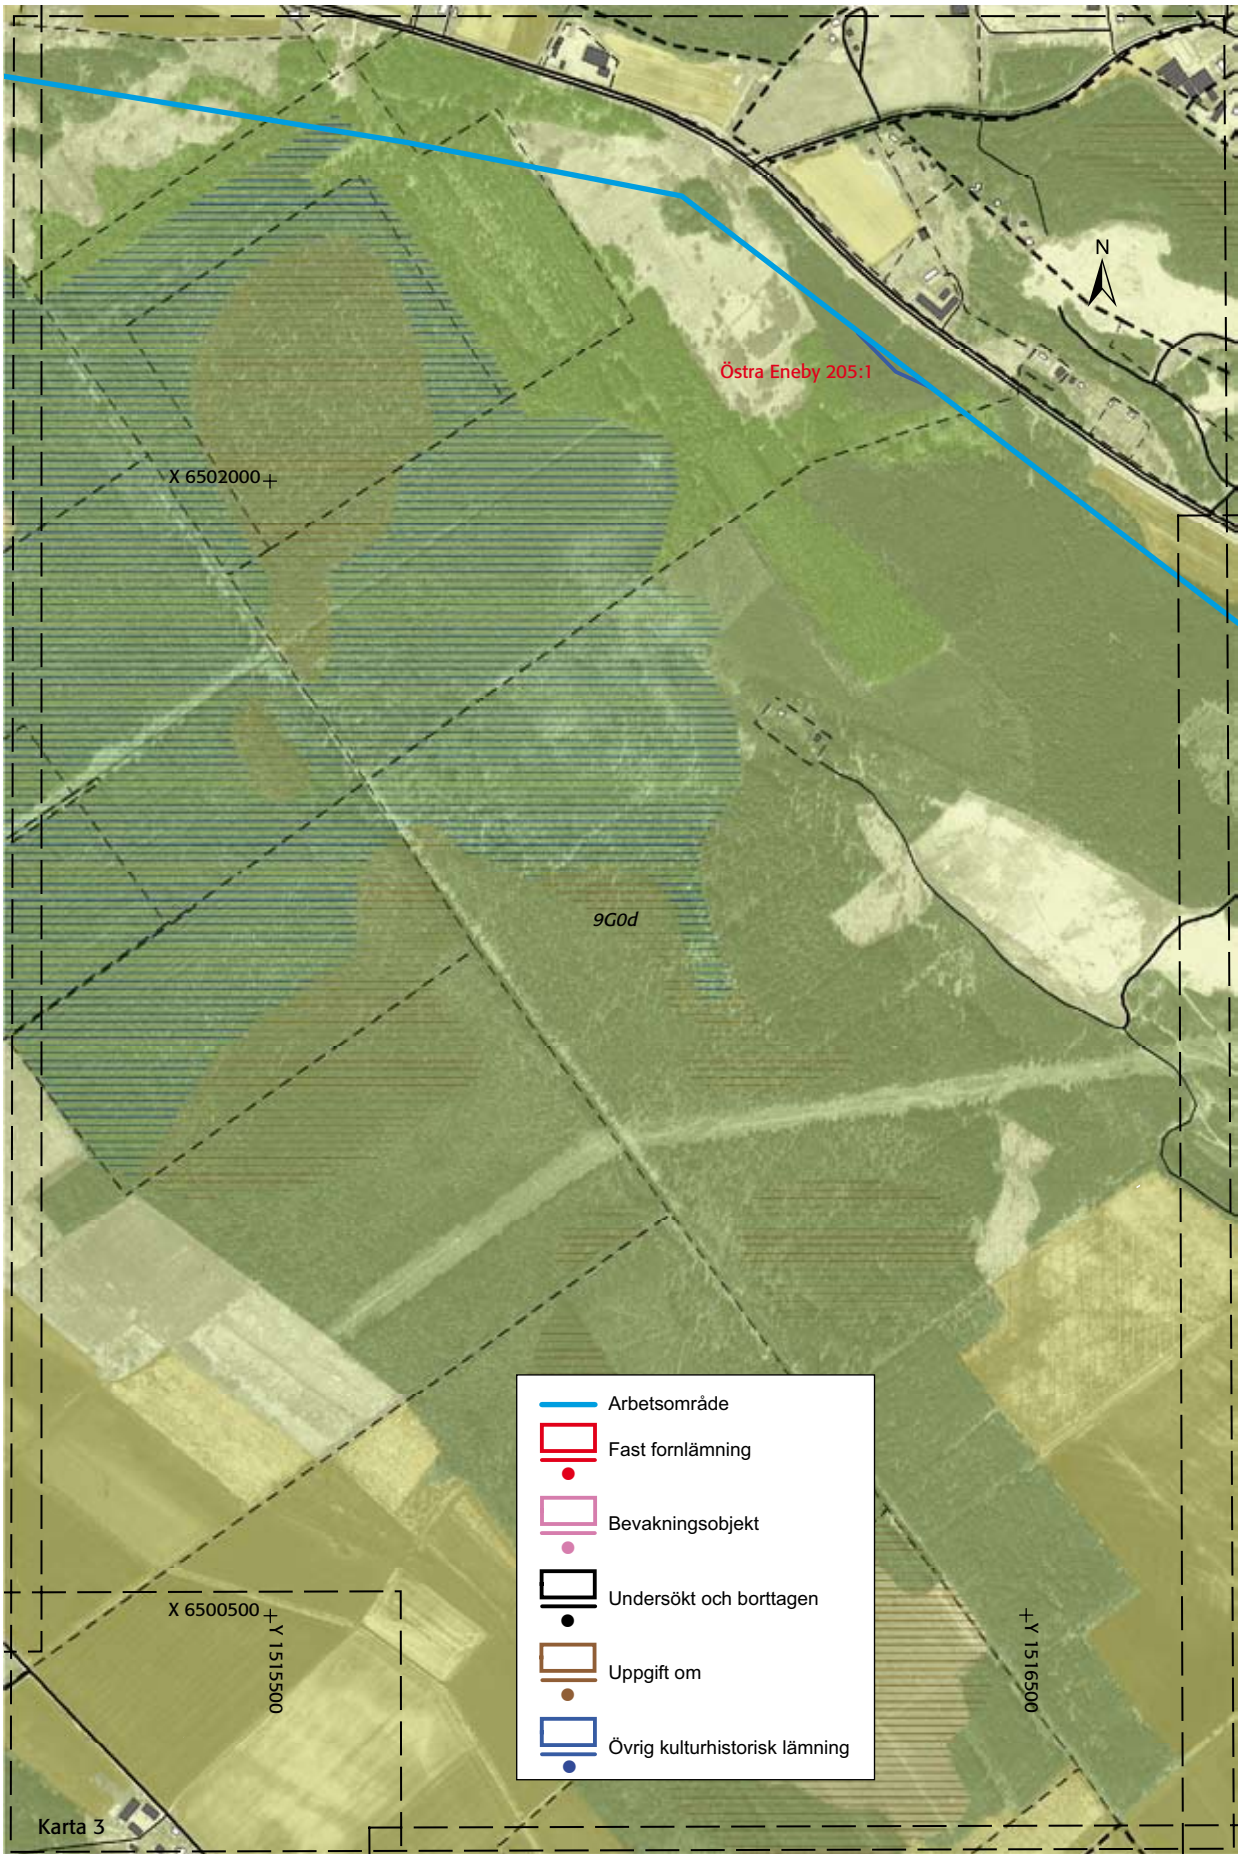 N
Östra Eneby 205:1
X 6502000
9G0d
Arbetsområde
Fast fornlämning
Bevakningsobjekt
Undersökt och borttagen
Uppgift om
Övrig kulturhistorisk lämning
X 6500500
Y 1515500
Y 1516500
Karta 3